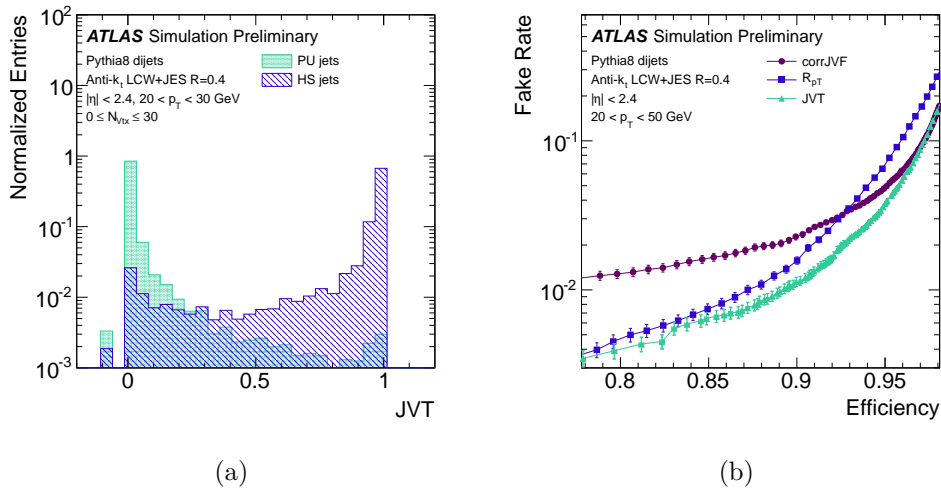 ATLAS Simulation Preliminary
Pythia8 dijets
Anti-kt LCW+JES R=0.4
|η| < 2.4, 20 < pT < 30 GeV
0 ≤ NVtx ≤ 30
PU jets
HS jets
Normalized Entries
10²
10
1
10⁻¹
10⁻²
10⁻³
0 0.5 1
JVT
(a)
ATLAS Simulation Preliminary
Pythia8 dijets
Anti-kt LCW+JES R=0.4
|η| < 2.4
20 < pT < 50 GeV
corrJVF
RpT
JVT
Fake Rate
10⁻¹
10⁻²
0.8 0.85 0.9 0.95
Efficiency
(b)